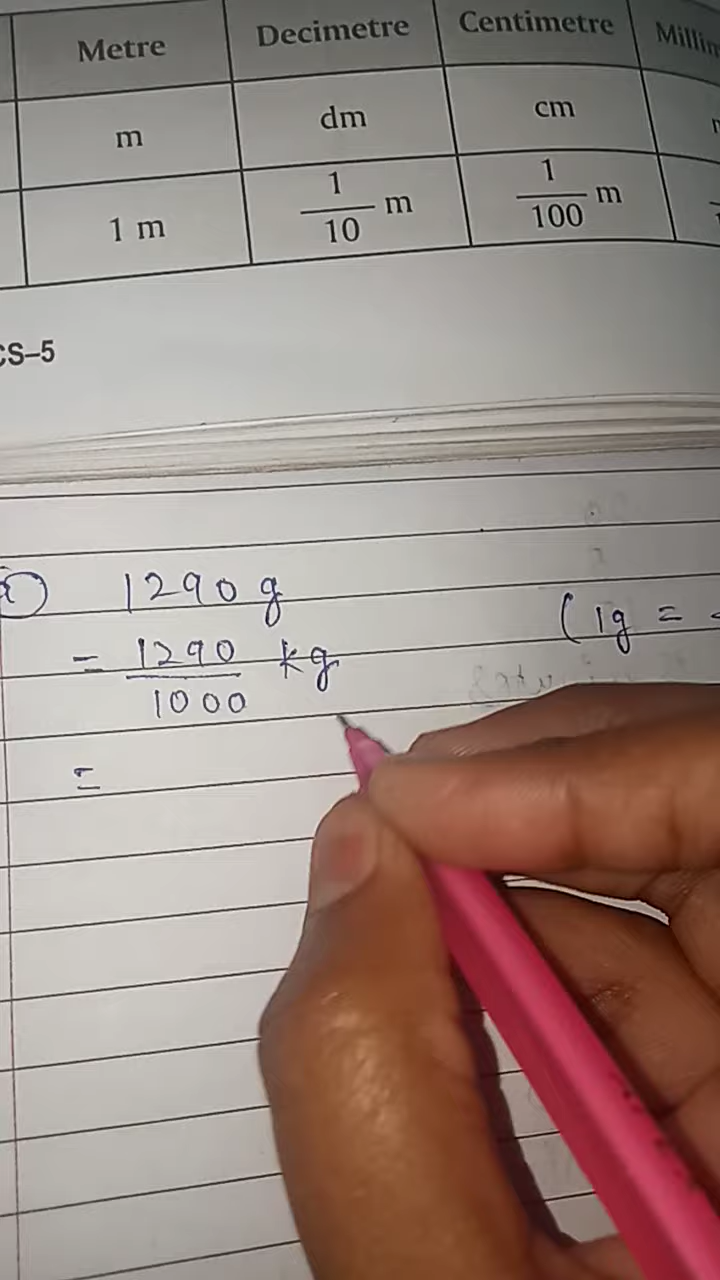 Metre Decimetre Centimetre
m dm cm
1 m 1/10 m 1/100 m
CS–5
1290 g (1g =
= 1290/1000 kg
=